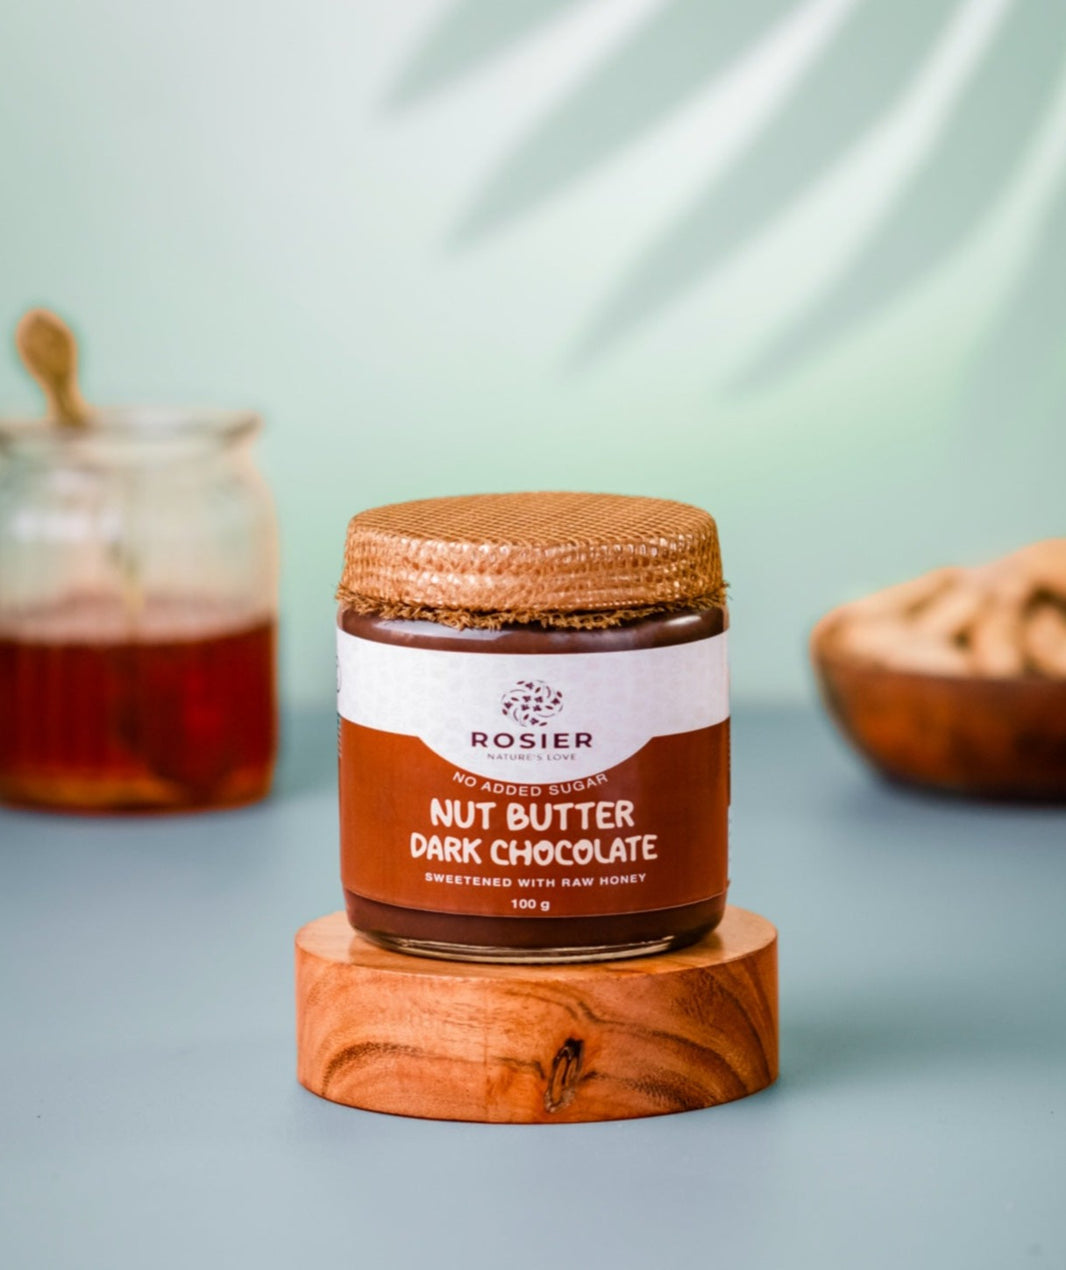 ROSIER
NATURE'S LOVE
NO ADDED SUGAR
NUT BUTTER
DARK CHOCOLATE
SWEETENED WITH RAW HONEY
100 g